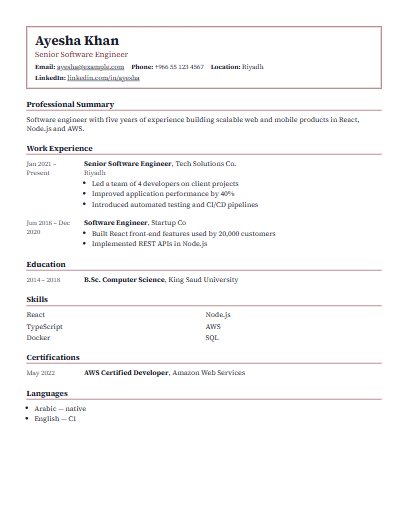 Ayesha Khan
Senior Software Engineer
Email: ayesha@example.com Phone: +966 55 123 4567 Location: Riyadh
LinkedIn: linkedin.com/in/ayesha
Professional Summary
Software engineer with five years of experience building scalable web and mobile products in React,
Node.js and AWS.
Work Experience
Jan 2021 – Present
Senior Software Engineer, Tech Solutions Co.
Riyadh
• Led a team of 4 developers on client projects
• Improved application performance by 40%
• Introduced automated testing and CI/CD pipelines
Jun 2018 – Dec 2020
Software Engineer, Startup Co
• Built React front-end features used by 20,000 customers
• Implemented REST APIs in Node.js
Education
2014 – 2018 B.Sc. Computer Science, King Saud University
Skills
React Node.js
TypeScript AWS
Docker SQL
Certifications
May 2022 AWS Certified Developer, Amazon Web Services
Languages
• Arabic — native
• English — C1